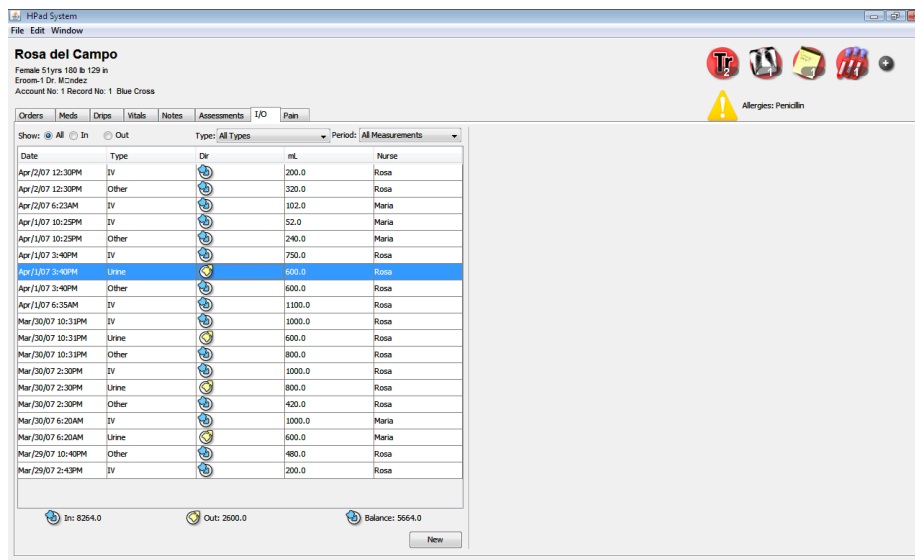 HPad System
File Edit Window
Rosa del Campo
Female 51yrs 180 lb 129 in
Eroom-1 Dr. M□ndez
Account No: 1 Record No: 1 Blue Cross
Tr 2 1 1 1 +
Allergies: Penicillin
Orders Meds Drips Vitals Notes Assessments I/O Pain
Show: All In Out Type: All Types Period: All Measurements
Date Type Dir mL Nurse
Apr/2/07 12:30PM IV 200.0 Rosa
Apr/2/07 12:30PM Other 320.0 Rosa
Apr/2/07 6:23AM IV 102.0 Maria
Apr/1/07 10:25PM IV 52.0 Maria
Apr/1/07 10:25PM Other 240.0 Maria
Apr/1/07 3:40PM IV 750.0 Rosa
Apr/1/07 3:40PM Urine 600.0 Rosa
Apr/1/07 3:40PM Other 600.0 Rosa
Apr/1/07 6:35AM IV 1100.0 Rosa
Mar/30/07 10:31PM IV 1000.0 Rosa
Mar/30/07 10:31PM Urine 600.0 Rosa
Mar/30/07 10:31PM Other 800.0 Rosa
Mar/30/07 2:30PM IV 1000.0 Rosa
Mar/30/07 2:30PM Urine 800.0 Rosa
Mar/30/07 2:30PM Other 420.0 Rosa
Mar/30/07 6:20AM IV 1000.0 Maria
Mar/30/07 6:20AM Urine 600.0 Maria
Mar/29/07 10:40PM Other 480.0 Rosa
Mar/29/07 2:43PM IV 200.0 Rosa
In: 8264.0 Out: 2600.0 Balance: 5664.0
New